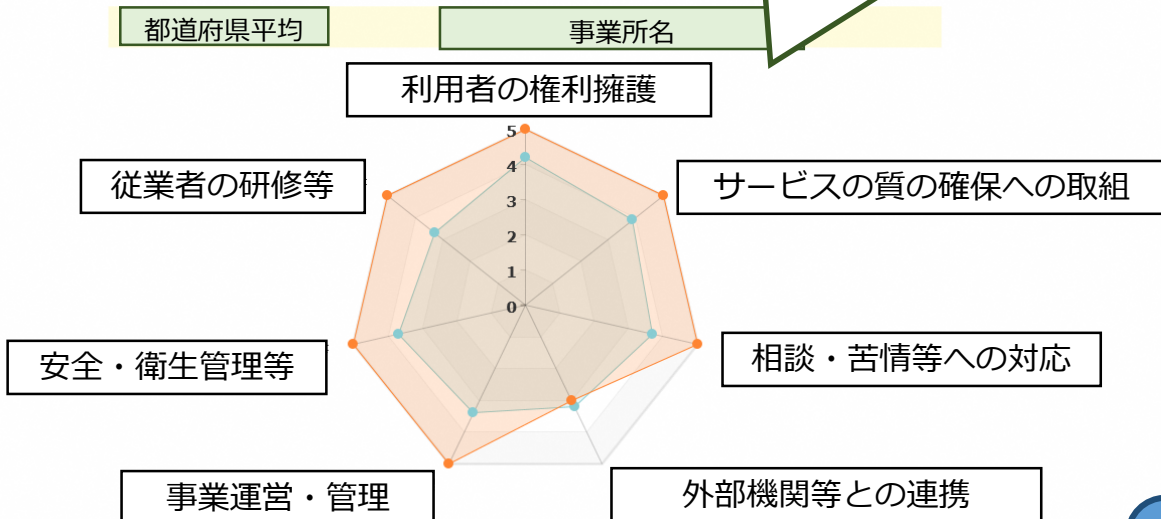 都道府県平均
事業所名
利用者の権利擁護
従業者の研修等
サービスの質の確保への取組
5
4
3
2
1
0
安全・衛生管理等
相談・苦情等への対応
事業運営・管理
外部機関等との連携